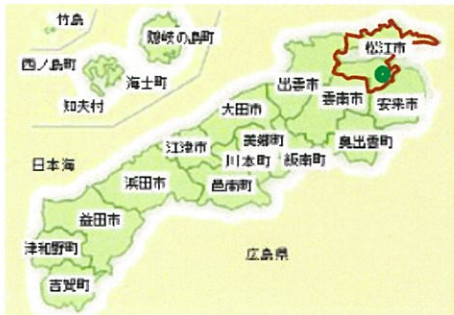 竹島
隠岐の島町
西ノ島町
海士町
知夫村
松江市
出雲市
雲南市
安来市
大田市
美郷町
奥出雲町
江津市
川本町
飯南町
日本海
浜田市
邑南町
益田市
津和野町
広島県
吉賀町